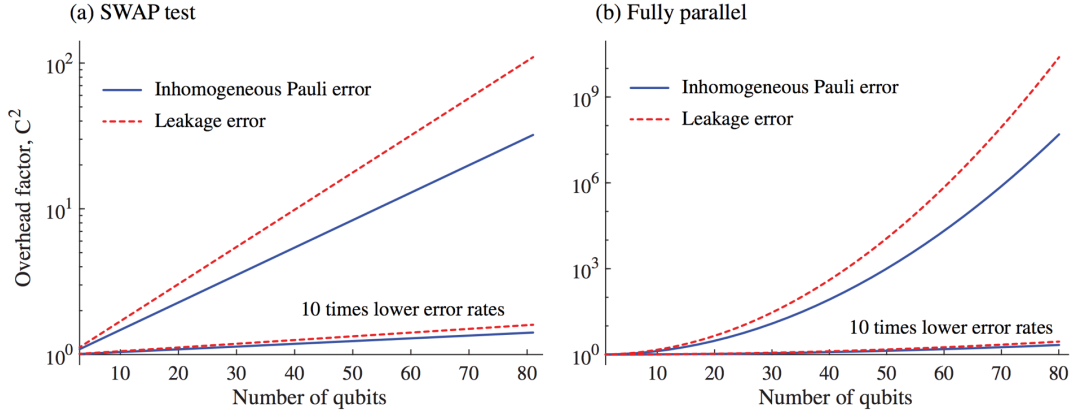 (a) SWAP test
Overhead factor, C²
10²
10¹
10⁰
Inhomogeneous Pauli error
Leakage error
10 times lower error rates
10 20 30 40 50 60 70 80
Number of qubits
(b) Fully parallel
10⁹
10⁶
10³
10⁰
Inhomogeneous Pauli error
Leakage error
10 times lower error rates
10 20 30 40 50 60 70 80
Number of qubits